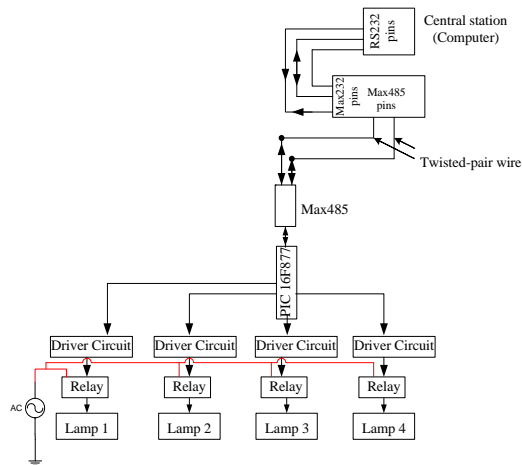 Central station
(Computer)
RS232
pins
Max232
pins
Max485
pins
Twisted-pair wire
Max485
PIC 16F877
Driver Circuit
Driver Circuit
Driver Circuit
Driver Circuit
Relay
Relay
Relay
Relay
AC
Lamp 1
Lamp 2
Lamp 3
Lamp 4